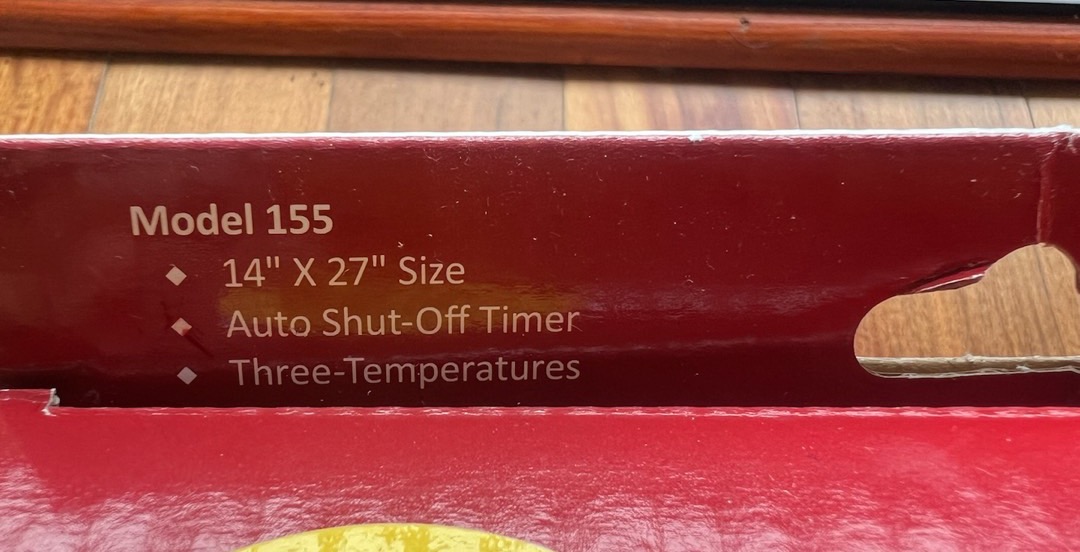 Model 155
◆ 14" X 27" Size
◆ Auto Shut-Off Timer
◆ Three-Temperatures